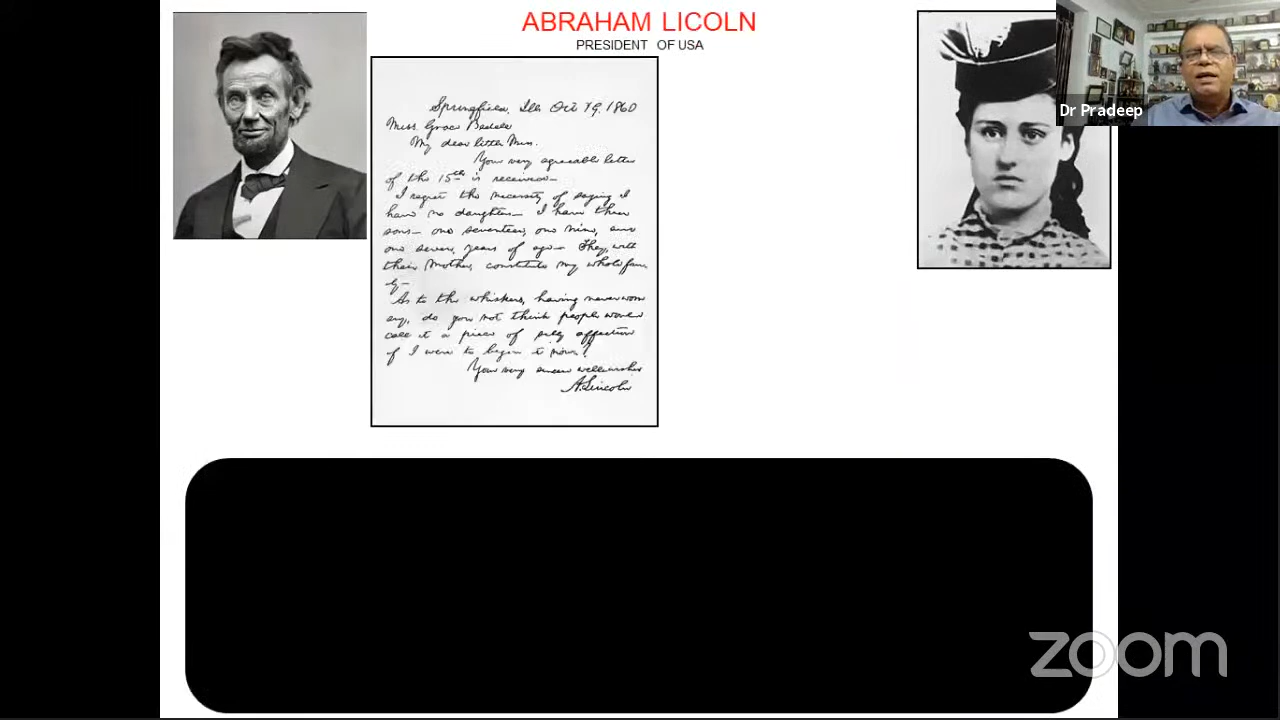 ABRAHAM LICOLN
PRESIDENT OF USA
Dr Pradeep
Springfield, Ill. Oct 19, 1860
Miss. Grace Bedell
My dear little Miss.
Your very agreeable letter
of the 15th is received—
I regret the necessity of saying I
have no daughters— I have three
sons— one seventeen, one nine, and
one seven, years of age— They, with
their mother, constitute my whole fam-
ily—
As to the whiskers, having never worn
any, do you not think people would
call it a piece of silly affection
if I were to begin it now?
Your very sincere well-wisher
A. Lincoln
zoom